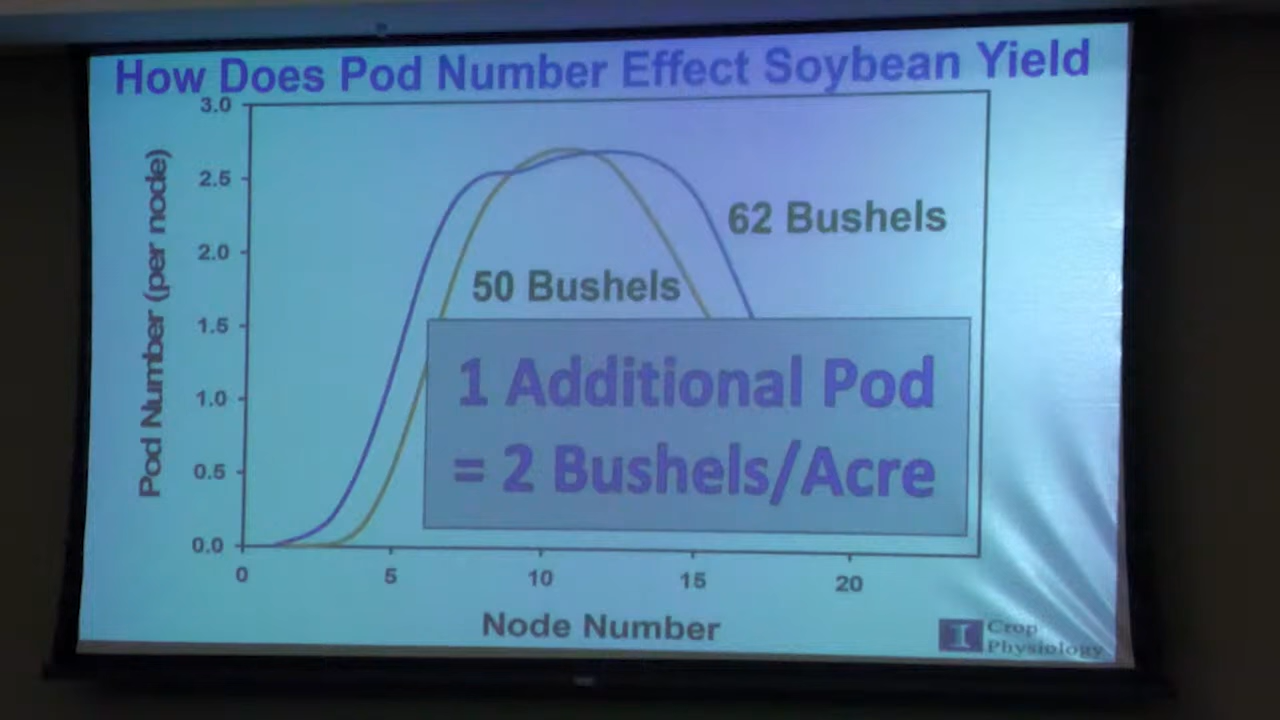 How Does Pod Number Effect Soybean Yield
3.0
2.5
2.0
1.5
1.0
0.5
0.0
Pod Number (per node)
62 Bushels
50 Bushels
1 Additional Pod
= 2 Bushels/Acre
0 5 10 15 20
Node Number
I Crop
Physiology